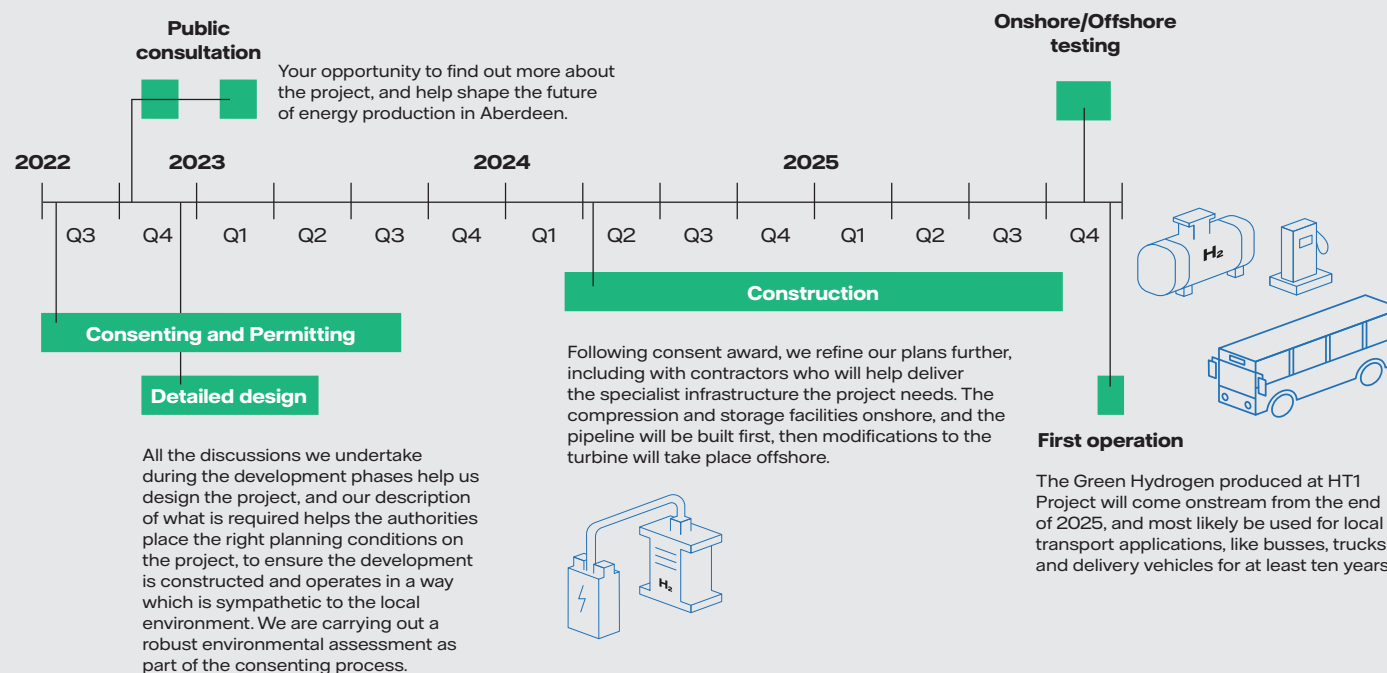 Public
consultation
Your opportunity to find out more about
the project, and help shape the future
of energy production in Aberdeen.
Onshore/Offshore
testing
2022
2023
2024
2025
Q3
Q4
Q1
Q2
Q3
Q4
Q1
Q2
Q3
Q4
Q1
Q2
Q3
Q4
Consenting and Permitting
Detailed design
All the discussions we undertake
during the development phases help us
design the project, and our description
of what is required helps the authorities
place the right planning conditions on
the project, to ensure the development
is constructed and operates in a way
which is sympathetic to the local
environment. We are carrying out a
robust environmental assessment as
part of the consenting process.
Construction
Following consent award, we refine our plans further,
including with contractors who will help deliver
the specialist infrastructure the project needs. The
compression and storage facilities onshore, and the
pipeline will be built first, then modifications to the
turbine will take place offshore.
H2
H2
First operation
The Green Hydrogen produced at HT1
Project will come onstream from the end
of 2025, and most likely be used for local
transport applications, like busses, trucks
and delivery vehicles for at least ten years